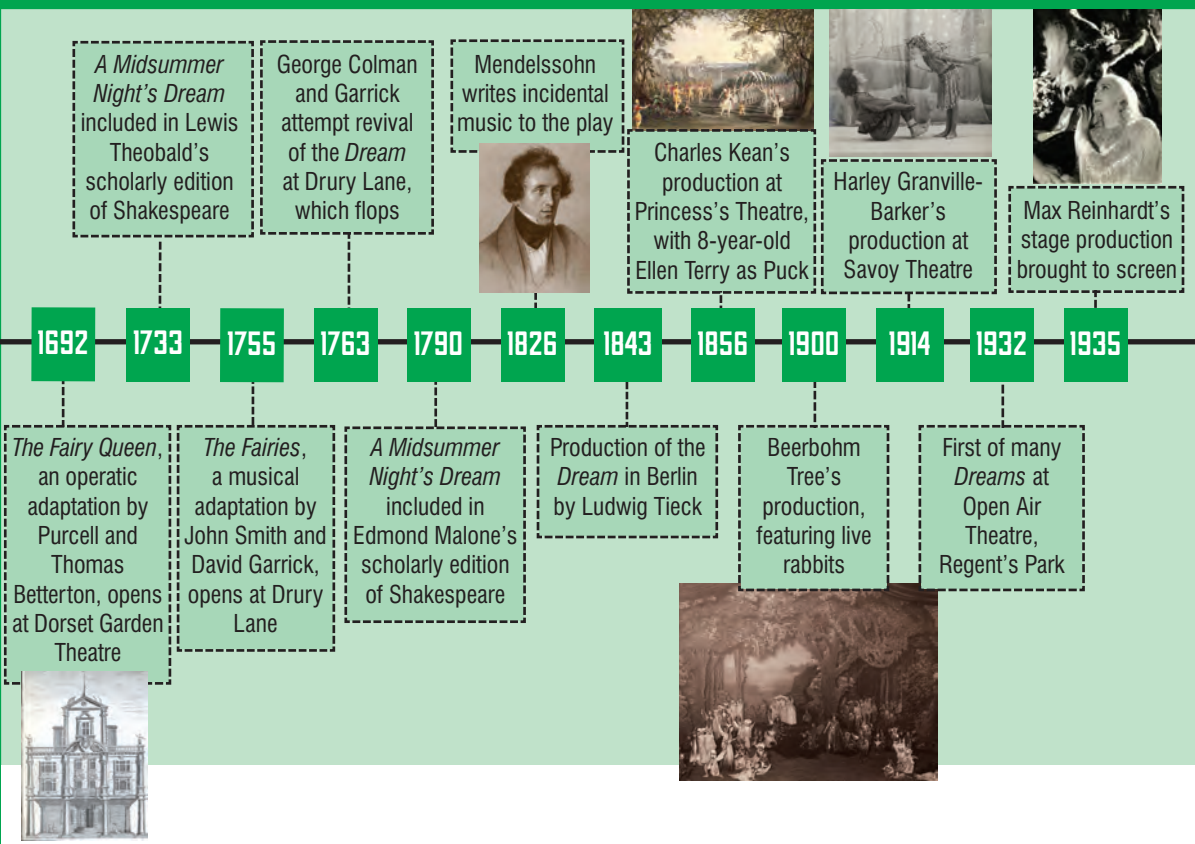 A Midsummer
Night's Dream
included in Lewis
Theobald's
scholarly edition
of Shakespeare
George Colman
and Garrick
attempt revival
of the Dream
at Drury Lane,
which flops
Mendelssohn
writes incidental
music to the play
Charles Kean's
production at
Princess's Theatre,
with 8-year-old
Ellen Terry as Puck
Harley Granville-
Barker's
production at
Savoy Theatre
Max Reinhardt's
stage production
brought to screen
1692
1733
1755
1763
1790
1826
1843
1856
1900
1914
1932
1935
The Fairy Queen,
an operatic
adaptation by
Purcell and
Thomas
Betterton, opens
at Dorset Garden
Theatre
The Fairies,
a musical
adaptation by
John Smith and
David Garrick,
opens at Drury
Lane
A Midsummer
Night's Dream
included in
Edmond Malone's
scholarly edition
of Shakespeare
Production of the
Dream in Berlin
by Ludwig Tieck
Beerbohm
Tree's
production,
featuring live
rabbits
First of many
Dreams at
Open Air
Theatre,
Regent's Park